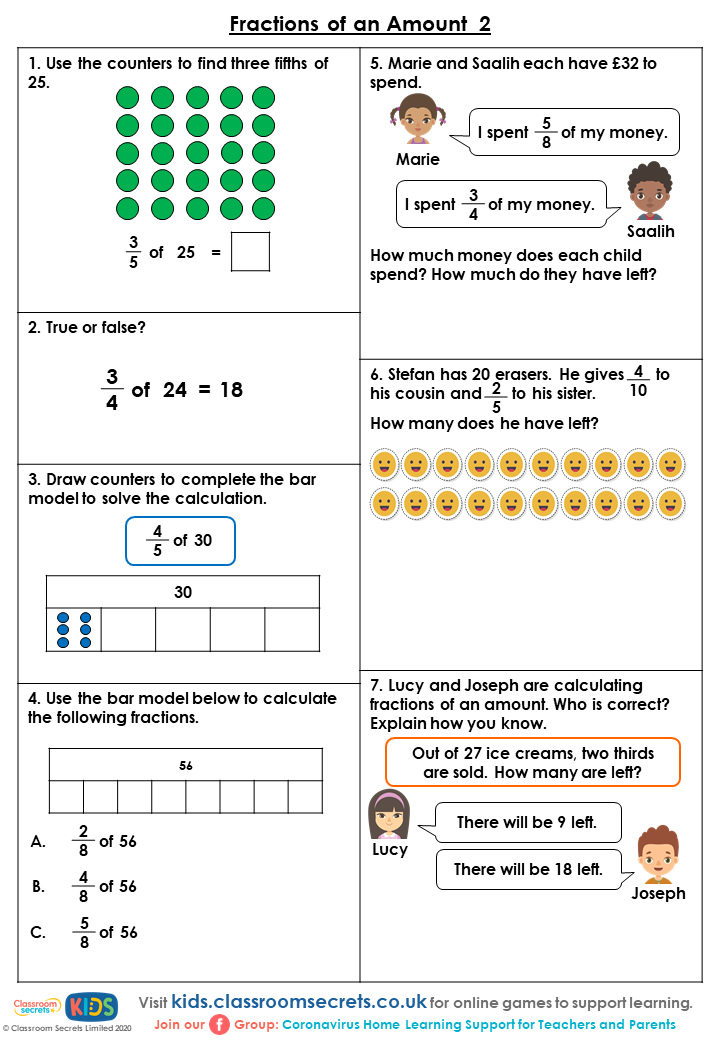 Fractions of an Amount 2
1. Use the counters to find three fifths of
25.
3/5 of 25 =
2. True or false?
3/4 of 24 = 18
3. Draw counters to complete the bar
model to solve the calculation.
4/5 of 30
30
4. Use the bar model below to calculate
the following fractions.
56
A. 2/8 of 56
B. 4/8 of 56
C. 5/8 of 56
5. Marie and Saalih each have £32 to
spend.
I spent 5/8 of my money.
Marie
I spent 3/4 of my money.
Saalih
How much money does each child
spend? How much do they have left?
6. Stefan has 20 erasers. He gives 4/10 to
his cousin and 2/5 to his sister.
How many does he have left?
7. Lucy and Joseph are calculating
fractions of an amount. Who is correct?
Explain how you know.
Out of 27 ice creams, two thirds
are sold. How many are left?
There will be 9 left.
Lucy
There will be 18 left.
Joseph
Classroom
secrets
KIDS
© Classroom Secrets Limited 2020
Visit kids.classroomsecrets.co.uk for online games to support learning.
Join our f Group: Coronavirus Home Learning Support for Teachers and Parents